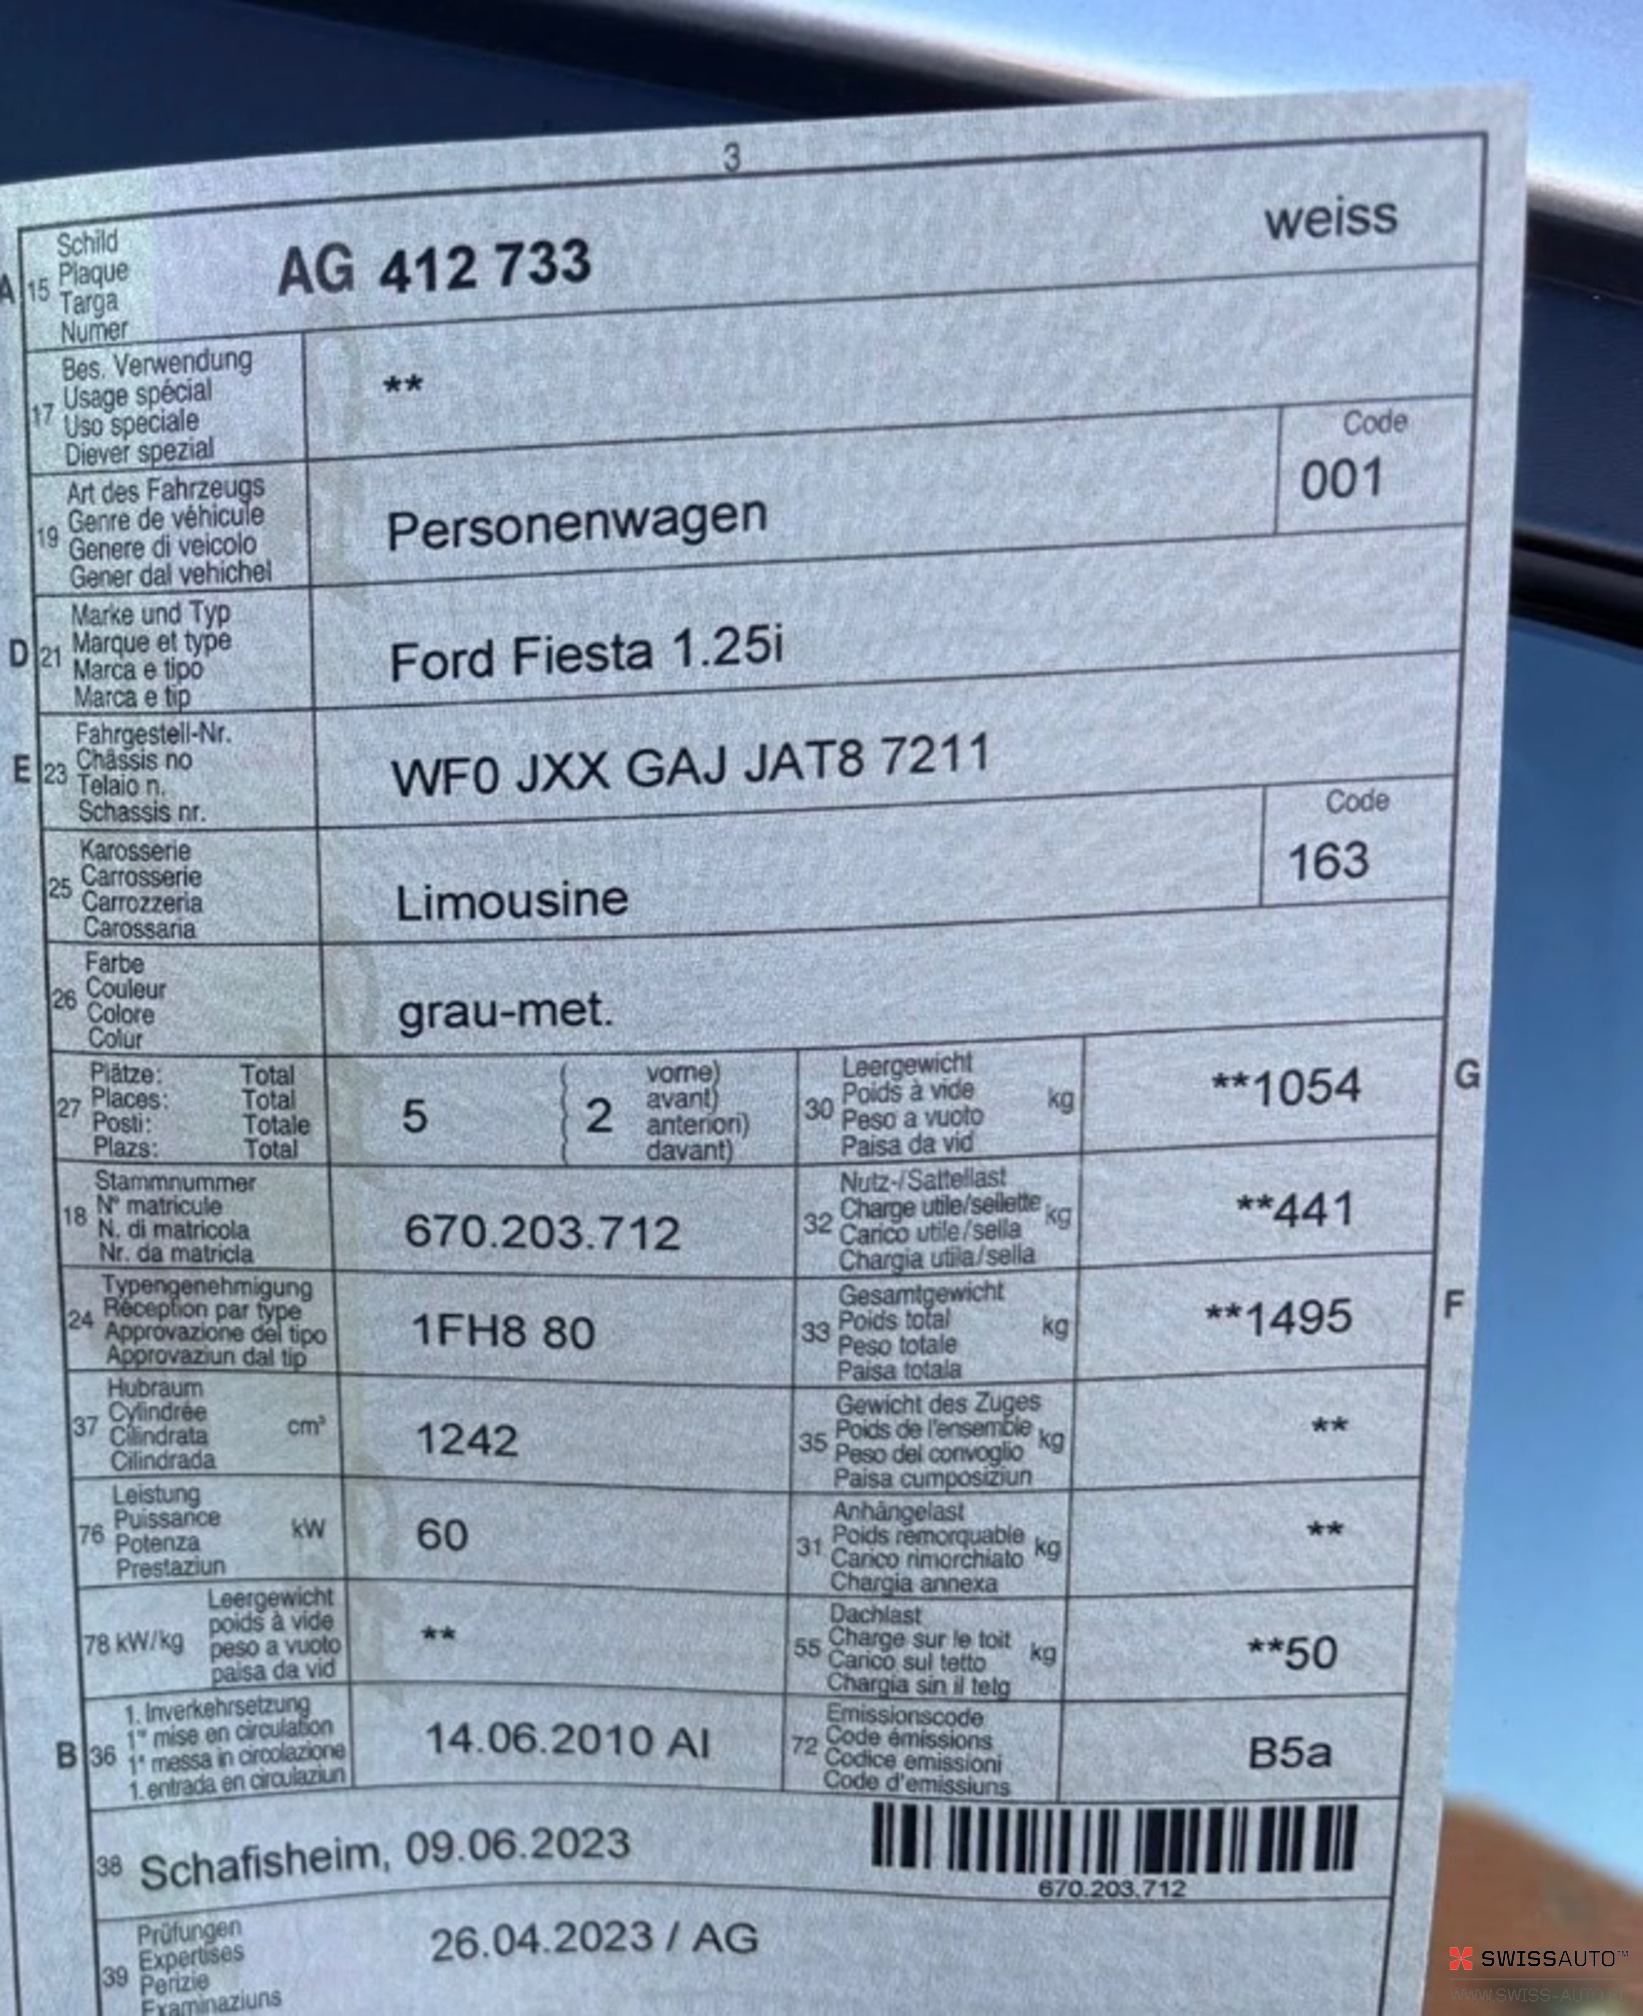 3
A 15 Schild
Plaque
Targa
Numer
AG 412 733
weiss
17 Bes. Verwendung
Usage spécial
Uso speciale
Diever spezial
**
19 Art des Fahrzeugs
Genre de véhicule
Genere di veicolo
Gener dal vehichel
Personenwagen
Code
001
D 21 Marke und Typ
Marque et type
Marca e tipo
Marca e tip
Ford Fiesta 1.25i
E 23 Fahrgestell-Nr.
Châssis no
Telaio n.
Schassis nr.
WF0 JXX GAJ JAT8 7211
25 Karosserie
Carrosserie
Carrozzeria
Carossaria
Limousine
Code
163
26 Farbe
Couleur
Colore
Colur
grau-met.
27 Plätze: Total
Places: Total
Posti: Totale
Plazs: Total
5 ( 2 vorne)
avant)
anteriori)
davant)
30 Leergewicht
Poids à vide kg
Peso a vuoto
Paisa da vid
**1054
G
18 Stammnummer
N° matricule
N. di matricola
Nr. da matricla
670.203.712
32 Nutz-/Sattellast
Charge utile/sellette kg
Carico utile/sella
Chargia utila/sella
**441
24 Typengenehmigung
Réception par type
Approvazione del tipo
Approvaziun dal tip
1FH8 80
33 Gesamtgewicht
Poids total kg
Peso totale
Paisa totala
**1495
F
37 Hubraum
Cylindrée cm³
Cilindrata
Cilindrada
1242
35 Gewicht des Zuges
Poids de l'ensemble kg
Peso del convoglio
Paisa cumposiziun
**
76 Leistung
Puissance kW
Potenza
Prestaziun
60
31 Anhängelast
Poids remorquable kg
Carico rimorchiato
Chargia annexa
**
78 kW/kg Leergewicht
poids à vide
peso a vuoto
paisa da vid
**
55 Dachlast
Charge sur le toit kg
Carico sul tetto
Chargia sin il tetg
**50
B 36 1. Inverkehrsetzung
1re mise en circulation
1a messa in circolazione
1. entrada en circulaziun
14.06.2010 AI
72 Emissionscode
Code émissions
Codice emissioni
Code d'emissiuns
B5a
38 Schafisheim, 09.06.2023
670.203.712
39 Prüfungen
Expertises
Perizie
Examinaziuns
26.04.2023 / AG
SWISSAUTO™